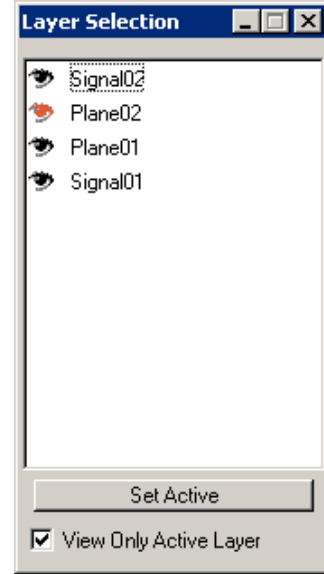 Layer Selection
Signal02
Plane02
Plane01
Signal01
Set Active
View Only Active Layer